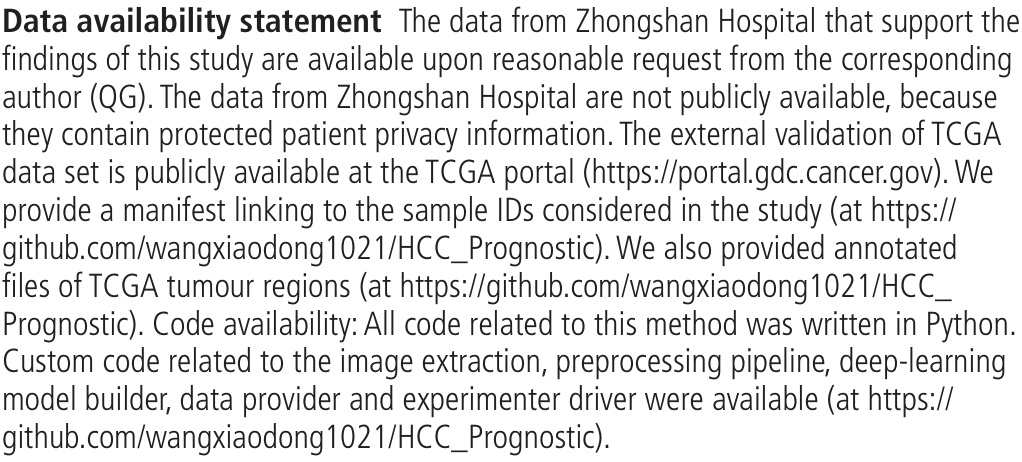 Data availability statement The data from Zhongshan Hospital that support the
findings of this study are available upon reasonable request from the corresponding
author (QG). The data from Zhongshan Hospital are not publicly available, because
they contain protected patient privacy information. The external validation of TCGA
data set is publicly available at the TCGA portal (https://portal.gdc.cancer.gov). We
provide a manifest linking to the sample IDs considered in the study (at https://
github.com/wangxiaodong1021/HCC_Prognostic). We also provided annotated
files of TCGA tumour regions (at https://github.com/wangxiaodong1021/HCC_
Prognostic). Code availability: All code related to this method was written in Python.
Custom code related to the image extraction, preprocessing pipeline, deep-learning
model builder, data provider and experimenter driver were available (at https://
github.com/wangxiaodong1021/HCC_Prognostic).